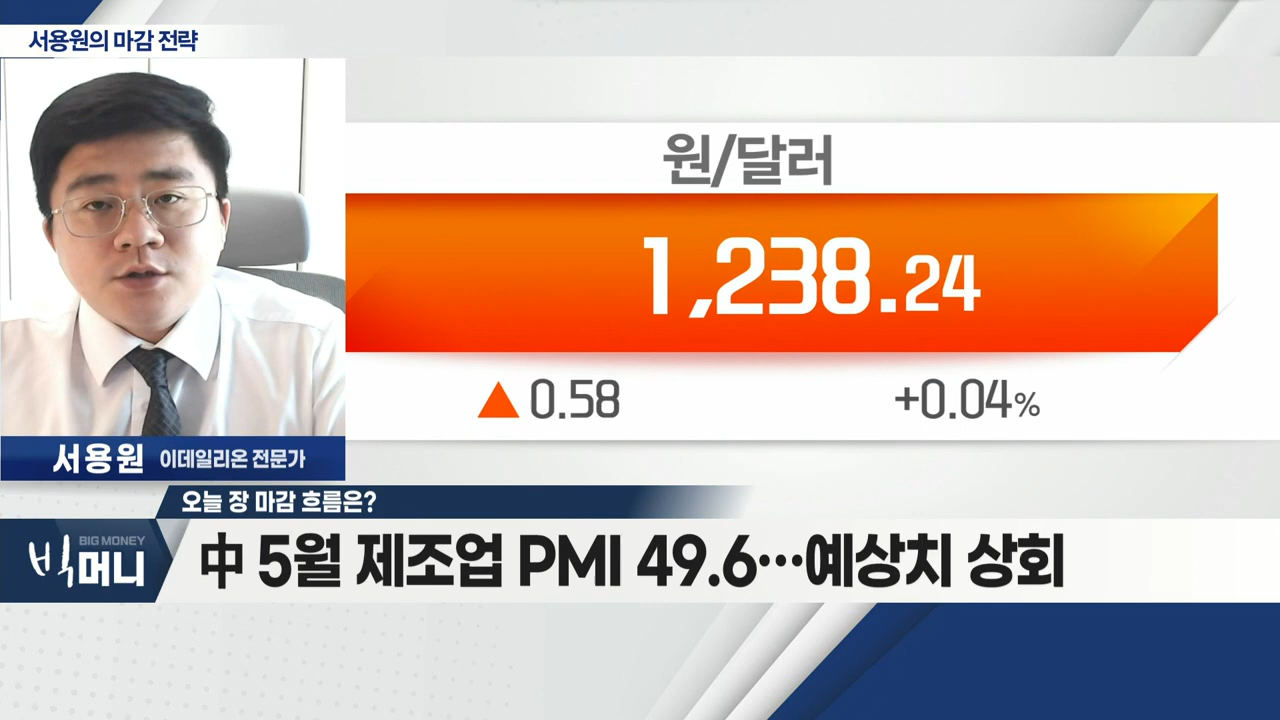 서용원의 마감 전략
원/달러
1,238.24
▲ 0.58 +0.04%
서용원 이데일리온 전문가
오늘 장 마감 흐름은?
BIG MONEY
빅머니
中 5월 제조업 PMI 49.6…예상치 상회